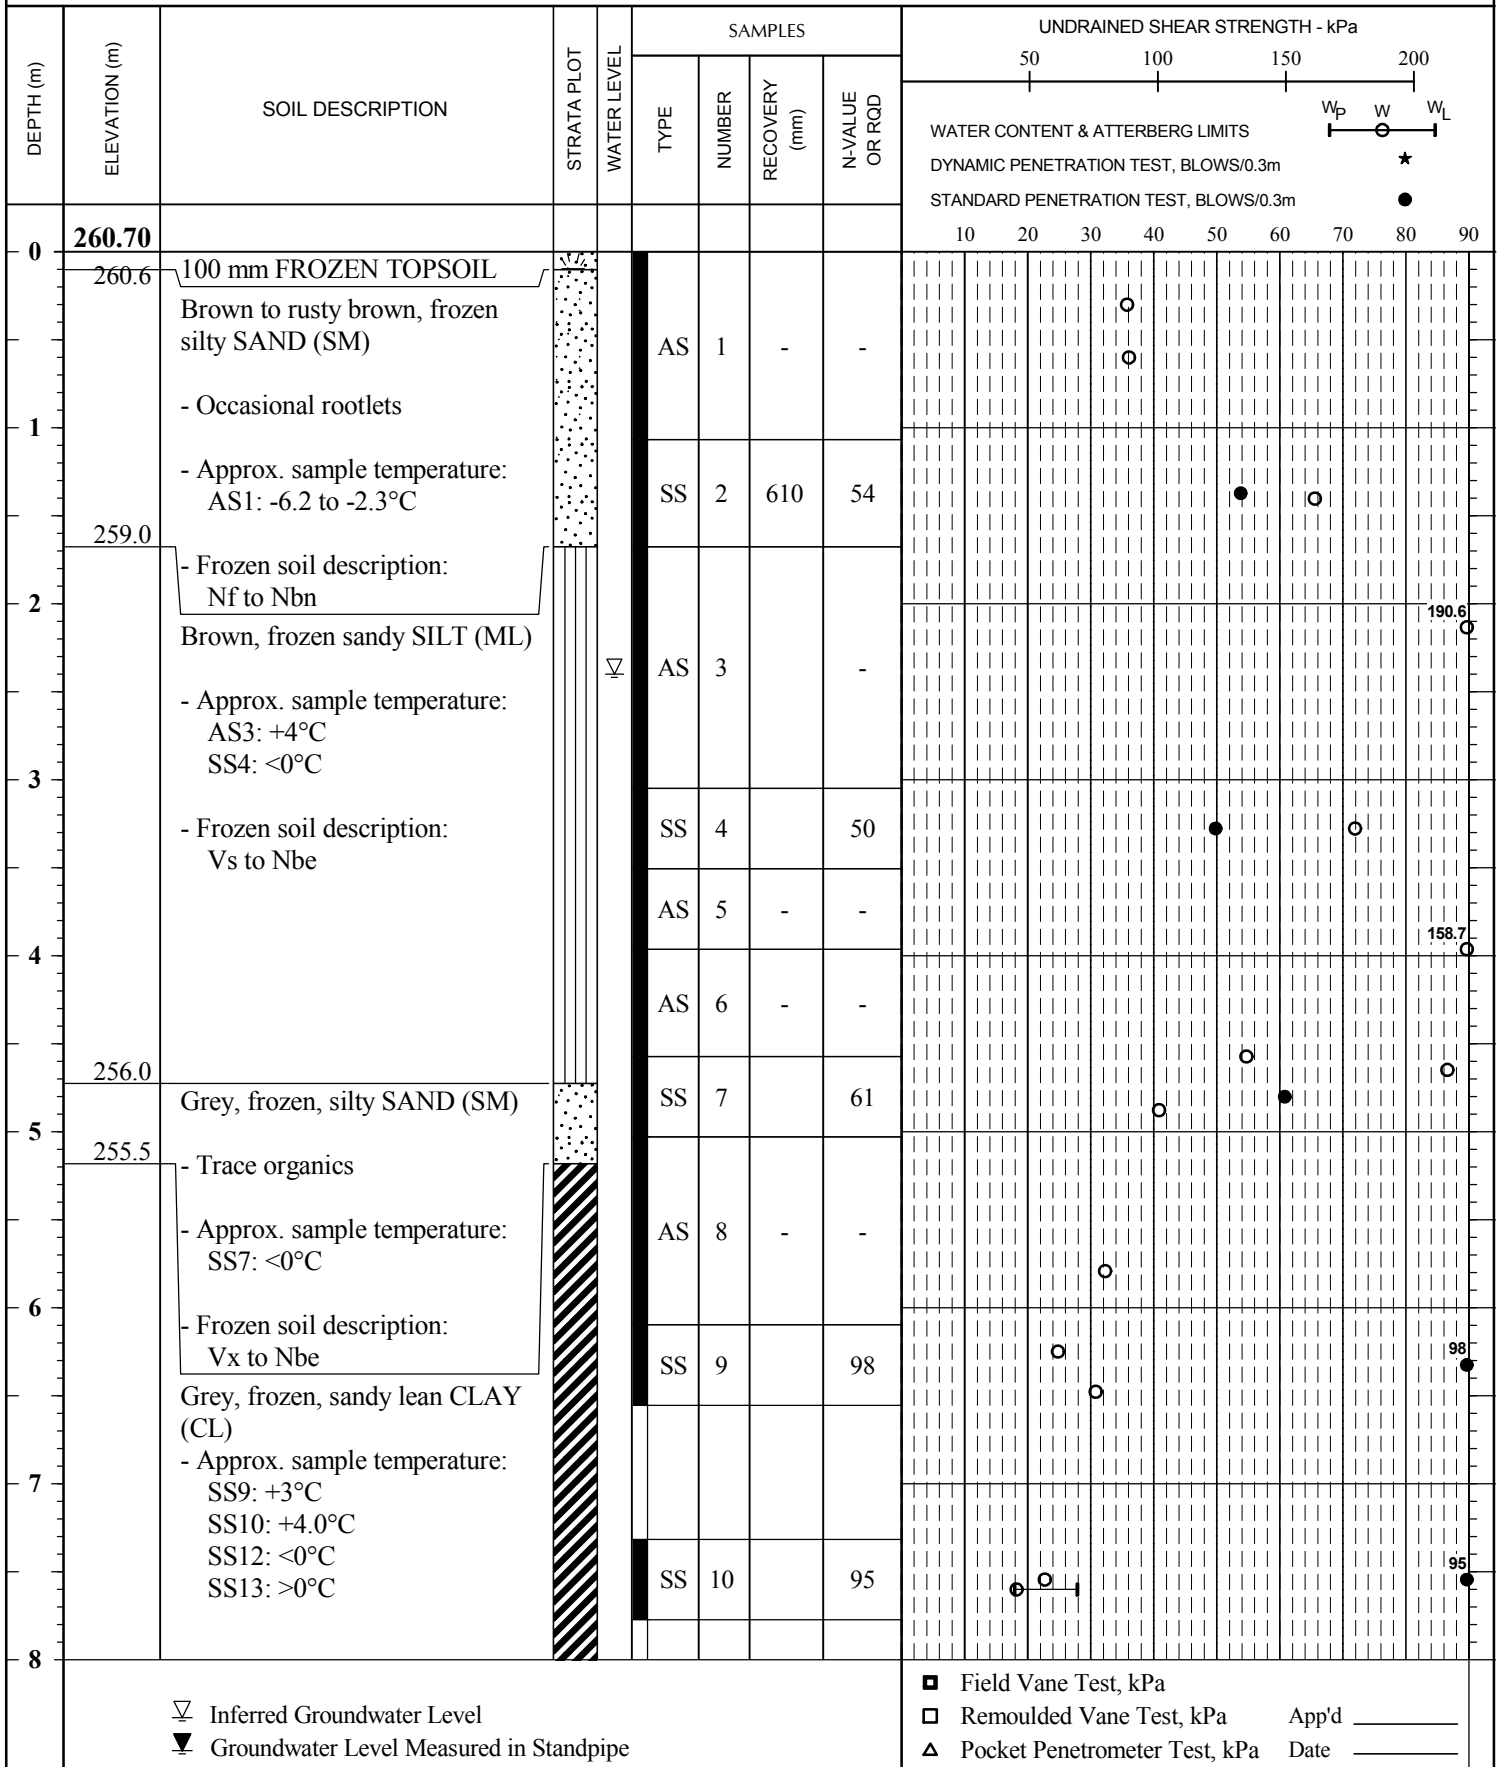 SAMPLES
UNDRAINED SHEAR STRENGTH - kPa
50 100 150 200
DEPTH (m)
ELEVATION (m)
SOIL DESCRIPTION
STRATA PLOT
WATER LEVEL
TYPE
NUMBER
RECOVERY (mm)
N-VALUE OR RQD
WP W WL
WATER CONTENT & ATTERBERG LIMITS
DYNAMIC PENETRATION TEST, BLOWS/0.3m ★
STANDARD PENETRATION TEST, BLOWS/0.3m ●
10 20 30 40 50 60 70 80 90
0 260.70
260.6 100 mm FROZEN TOPSOIL
Brown to rusty brown, frozen
silty SAND (SM)
AS 1 - -
- Occasional rootlets
1
- Approx. sample temperature:
AS1: -6.2 to -2.3°C
SS 2 610 54
259.0
- Frozen soil description:
Nf to Nbn
2
190.6
Brown, frozen sandy SILT (ML)
AS 3 -
- Approx. sample temperature:
AS3: +4°C
SS4: <0°C
3
- Frozen soil description:
Vs to Nbe
SS 4 50
AS 5 - -
158.7
4
AS 6 - -
256.0
Grey, frozen, silty SAND (SM)
SS 7 61
5
255.5
- Trace organics
- Approx. sample temperature:
SS7: <0°C
AS 8 - -
6
- Frozen soil description:
Vx to Nbe
SS 9 98
98
Grey, frozen, sandy lean CLAY
(CL)
- Approx. sample temperature:
7
SS9: +3°C
SS10: +4.0°C
SS12: <0°C
SS13: >0°C
SS 10 95
95
8
Inferred Groundwater Level
Groundwater Level Measured in Standpipe
Field Vane Test, kPa
Remoulded Vane Test, kPa App'd
Pocket Penetrometer Test, kPa Date